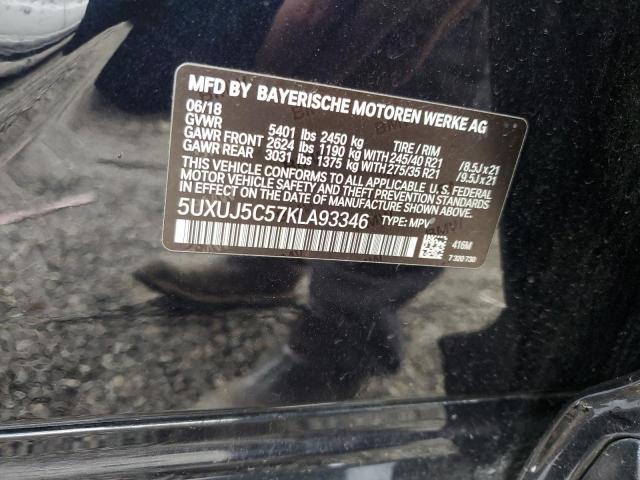 MFD BY BAYERISCHE MOTOREN WERKE AG
06/18
GVWR 5401 lbs 2450 kg TIRE / RIM
GAWR FRONT 2624 lbs 1190 kg WITH 245/40 R21 /8.5J x 21
GAWR REAR 3031 lbs 1375 kg WITH 275/35 R21 /9.5J x 21
THIS VEHICLE CONFORMS TO ALL APPLICABLE U.S. FEDERAL
MOTOR VEHICLE SAFETY AND THEFT PREVENTION STANDARDS
IN EFFECT ON THE DATE OF MANUFACTURE SHOWN ABOVE.
5UXUJ5C57KLA93346 TYPE: MPV
416M
7 320 730